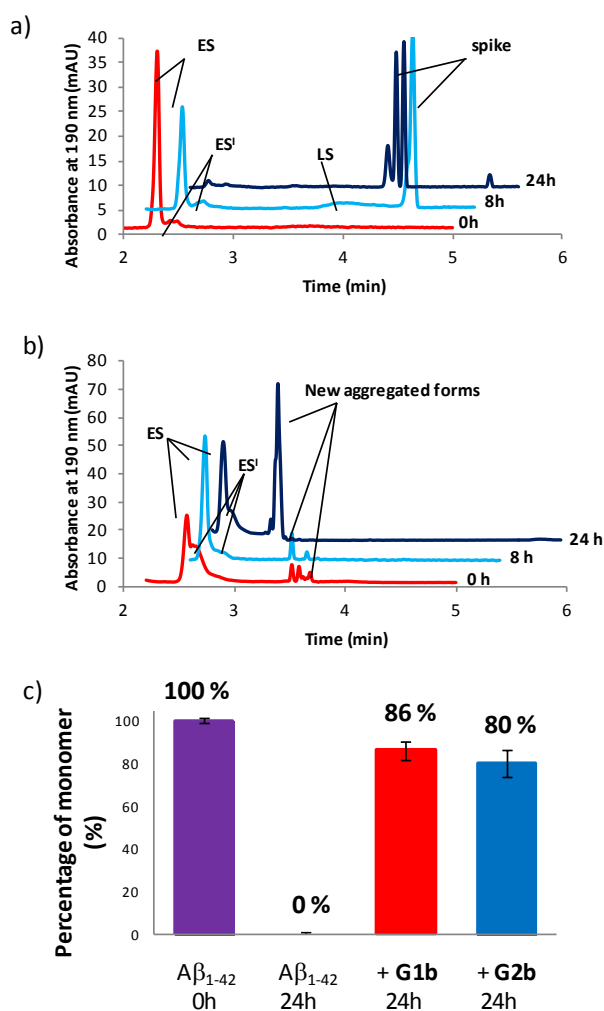 a)
Absorbance at 190 nm (mAU)
40
35
30
25
20
15
10
5
0
ES
ES^I
LS
spike
24h
8h
0h
2 3 4 5 6
Time (min)
b)
Absorbance at 190 nm (mAU)
80
70
60
50
40
30
20
10
0
ES
ES^I
New aggregated forms
24 h
8 h
0 h
2 3 4 5 6
Time (min)
c)
Percentage of monomer
(%)
100
80
60
40
20
0
100 %
0 %
86 %
80 %
Aβ1-42 Aβ1-42 + G1b + G2b
0h 24h 24h 24h